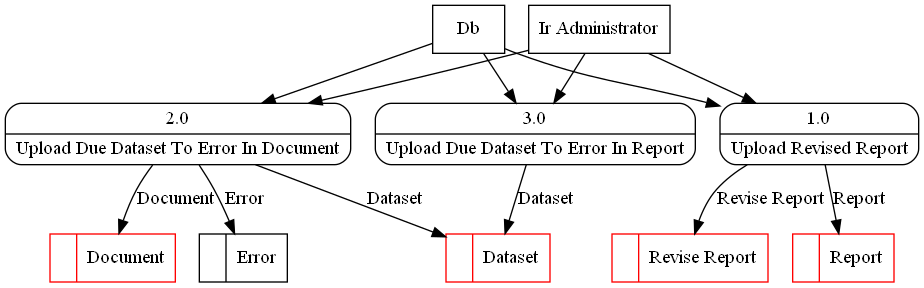 Db
Ir Administrator
2.0
Upload Due Dataset To Error In Document
3.0
Upload Due Dataset To Error In Report
1.0
Upload Revised Report
Document
Error
Dataset
Dataset
Revise Report
Report
Document
Error
Dataset
Revise Report
Report